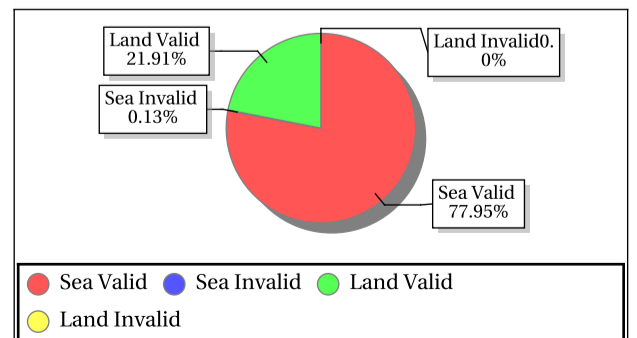 Land Valid
21.91%
Land Invalid0.
0%
Sea Invalid
0.13%
Sea Valid
77.95%
Sea Valid
Sea Invalid
Land Valid
Land Invalid